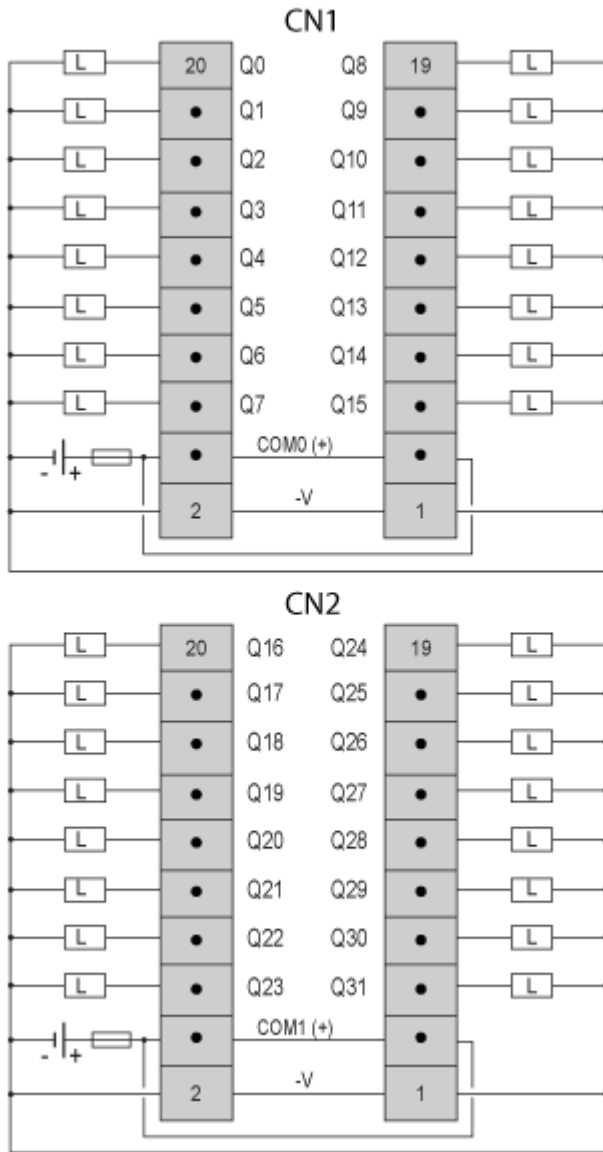 CN1
L 20 Q0 Q8 19 L
L Q1 Q9 L
L Q2 Q10 L
L Q3 Q11 L
L Q4 Q12 L
L Q5 Q13 L
L Q6 Q14 L
L Q7 Q15 L
COM0 (+)
- +
2 -V 1
CN2
L 20 Q16 Q24 19 L
L Q17 Q25 L
L Q18 Q26 L
L Q19 Q27 L
L Q20 Q28 L
L Q21 Q29 L
L Q22 Q30 L
L Q23 Q31 L
COM1 (+)
- +
2 -V 1